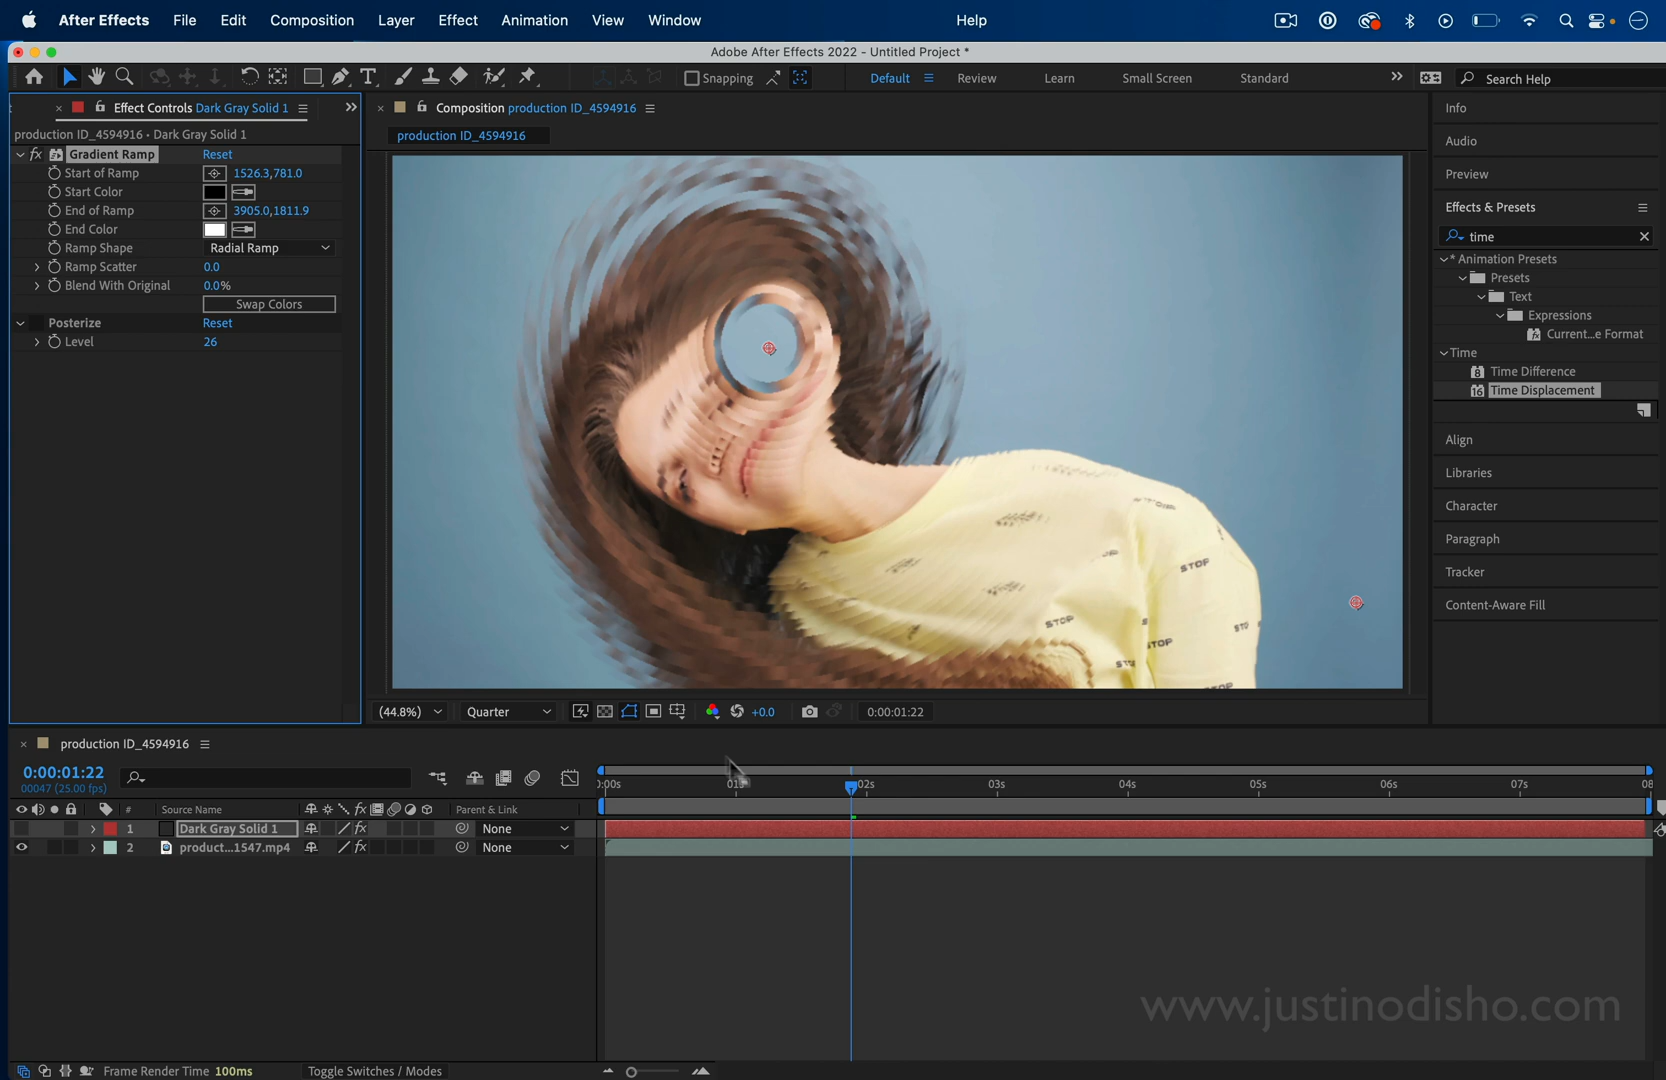 After Effects File Edit Composition Layer Effect Animation View Window Help
Adobe After Effects 2022 - Untitled Project *
Snapping Default Review Learn Small Screen Standard Search Help
Effect Controls Dark Gray Solid 1
production ID_4594916 • Dark Gray Solid 1
fx Gradient Ramp Reset
Start of Ramp 1526.3,781.0
Start Color
End of Ramp 3905.0,1811.9
End Color
Ramp Shape Radial Ramp
Ramp Scatter 0.0
Blend With Original 0.0%
Swap Colors
Posterize Reset
Level 26
Composition production ID_4594916
production ID_4594916
STOP
STOP
STOP
(44.8%) Quarter +0.0 0:00:01:22
Info
Audio
Preview
Effects & Presets
time
* Animation Presets
Presets
Text
Expressions
Current...e Format
Time
8 Time Difference
16 Time Displacement
Align
Libraries
Character
Paragraph
Tracker
Content-Aware Fill
production ID_4594916
0:00:01:22
00047 (25.00 fps)
02s 03s 04s 05s 06s 07s 08
# Source Name fx Parent & Link
1 Dark Gray Solid 1 fx None
2 product...1547.mp4 fx None
www.justinodisho.com
Frame Render Time 100ms Toggle Switches / Modes